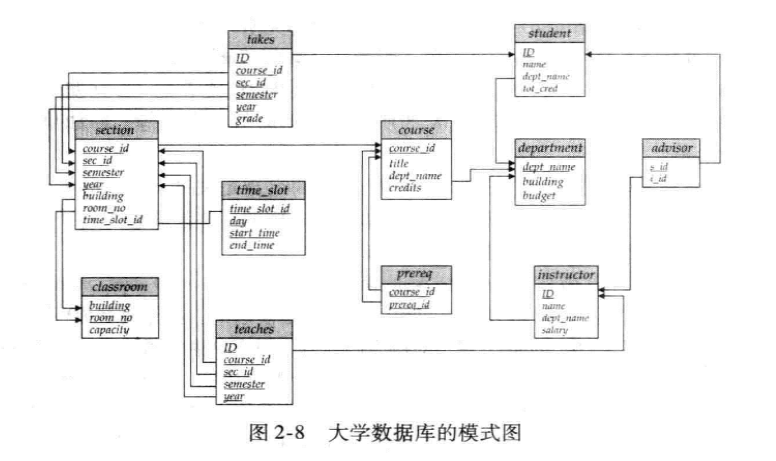 takes
ID
course_id
sec_id
semester
year
grade
student
ID
name
dept_name
tot_cred
section
course_id
sec_id
semester
year
building
room_no
time_slot_id
course
course_id
title
dept_name
credits
department
dept_name
building
budget
advisor
s_id
i_id
time_slot
time_slot_id
day
start_time
end_time
classroom
building
room_no
capacity
prereq
course_id
prereq_id
instructor
ID
name
dept_name
salary
teaches
ID
course_id
sec_id
semester
year
图 2-8 大学数据库的模式图